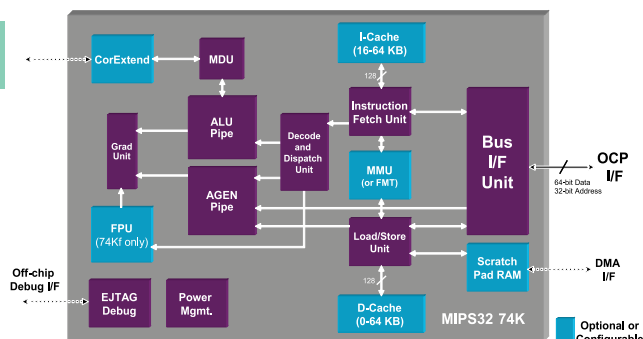 CorExtend
MDU
I-Cache
(16-64 KB)
128
ALU
Pipe
Decode
and
Dispatch
Unit
Instruction
Fetch Unit
Grad
Unit
Bus
I/F
Unit
OCP
I/F
64-bit Data
32-bit Address
MMU
(or FMT)
AGEN
Pipe
FPU
(74Kf only)
Load/Store
Unit
Scratch
Pad RAM
DMA
I/F
Off-chip
Debug I/F
EJTAG
Debug
Power
Mgmt.
128
D-Cache
(0-64 KB)
MIPS32 74K
Optional or
Configurable